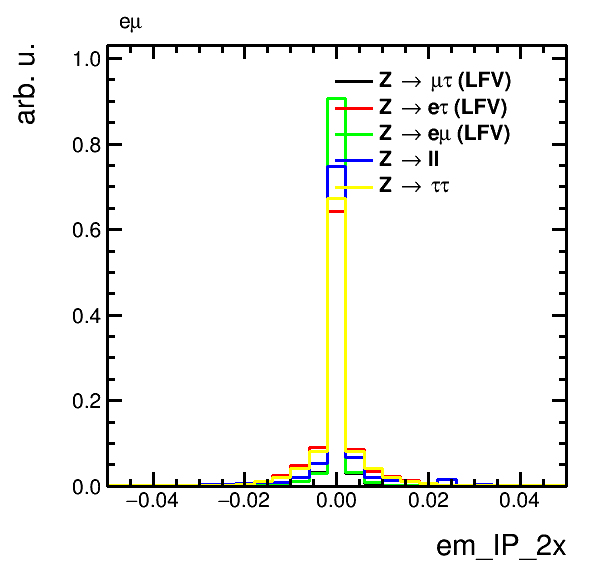 eμ
arb. u.
1.0
0.8
0.6
0.4
0.2
0.0
Z → μτ (LFV)
Z → eτ (LFV)
Z → eμ (LFV)
Z → ll
Z → ττ
−0.04 −0.02 0.00 0.02 0.04
em_IP_2x